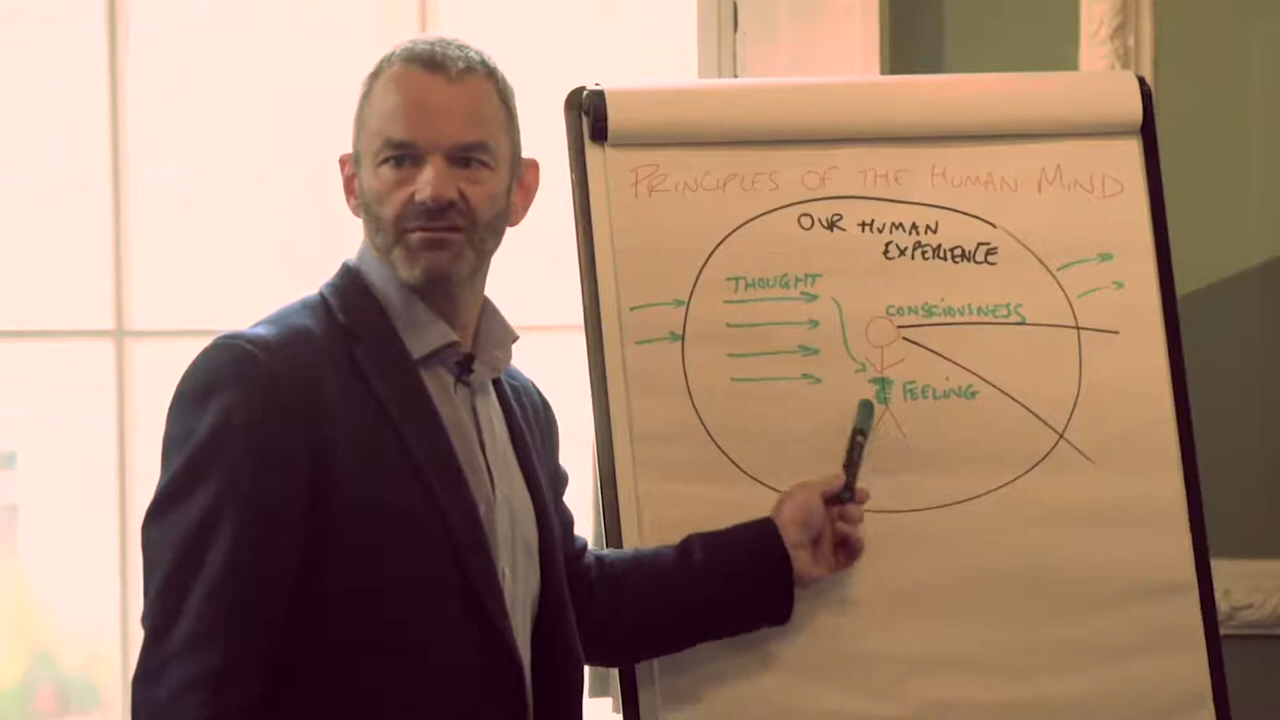 PRINCIPLES OF THE HUMAN MIND
OUR HUMAN
EXPERIENCE
THOUGHT
CONSCIOUSNESS
FEELING